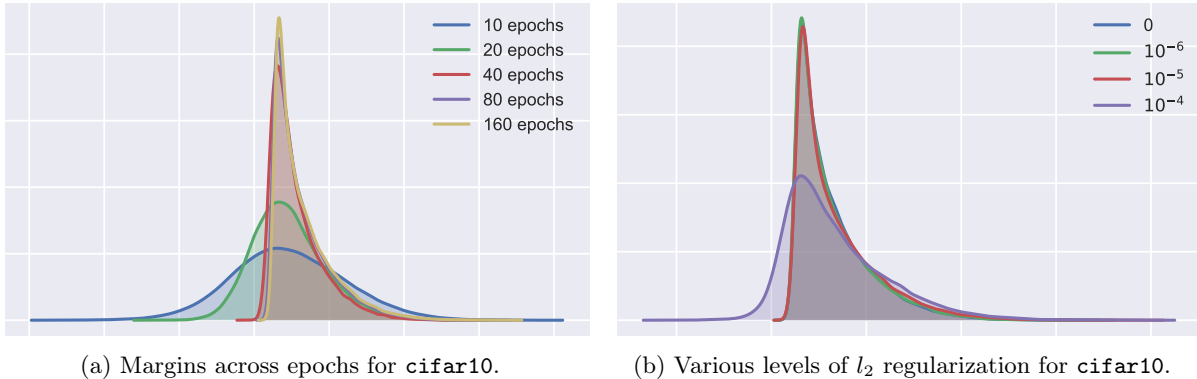 10 epochs
20 epochs
40 epochs
80 epochs
160 epochs
0
10⁻⁶
10⁻⁵
10⁻⁴
(a) Margins across epochs for cifar10.
(b) Various levels of l₂ regularization for cifar10.